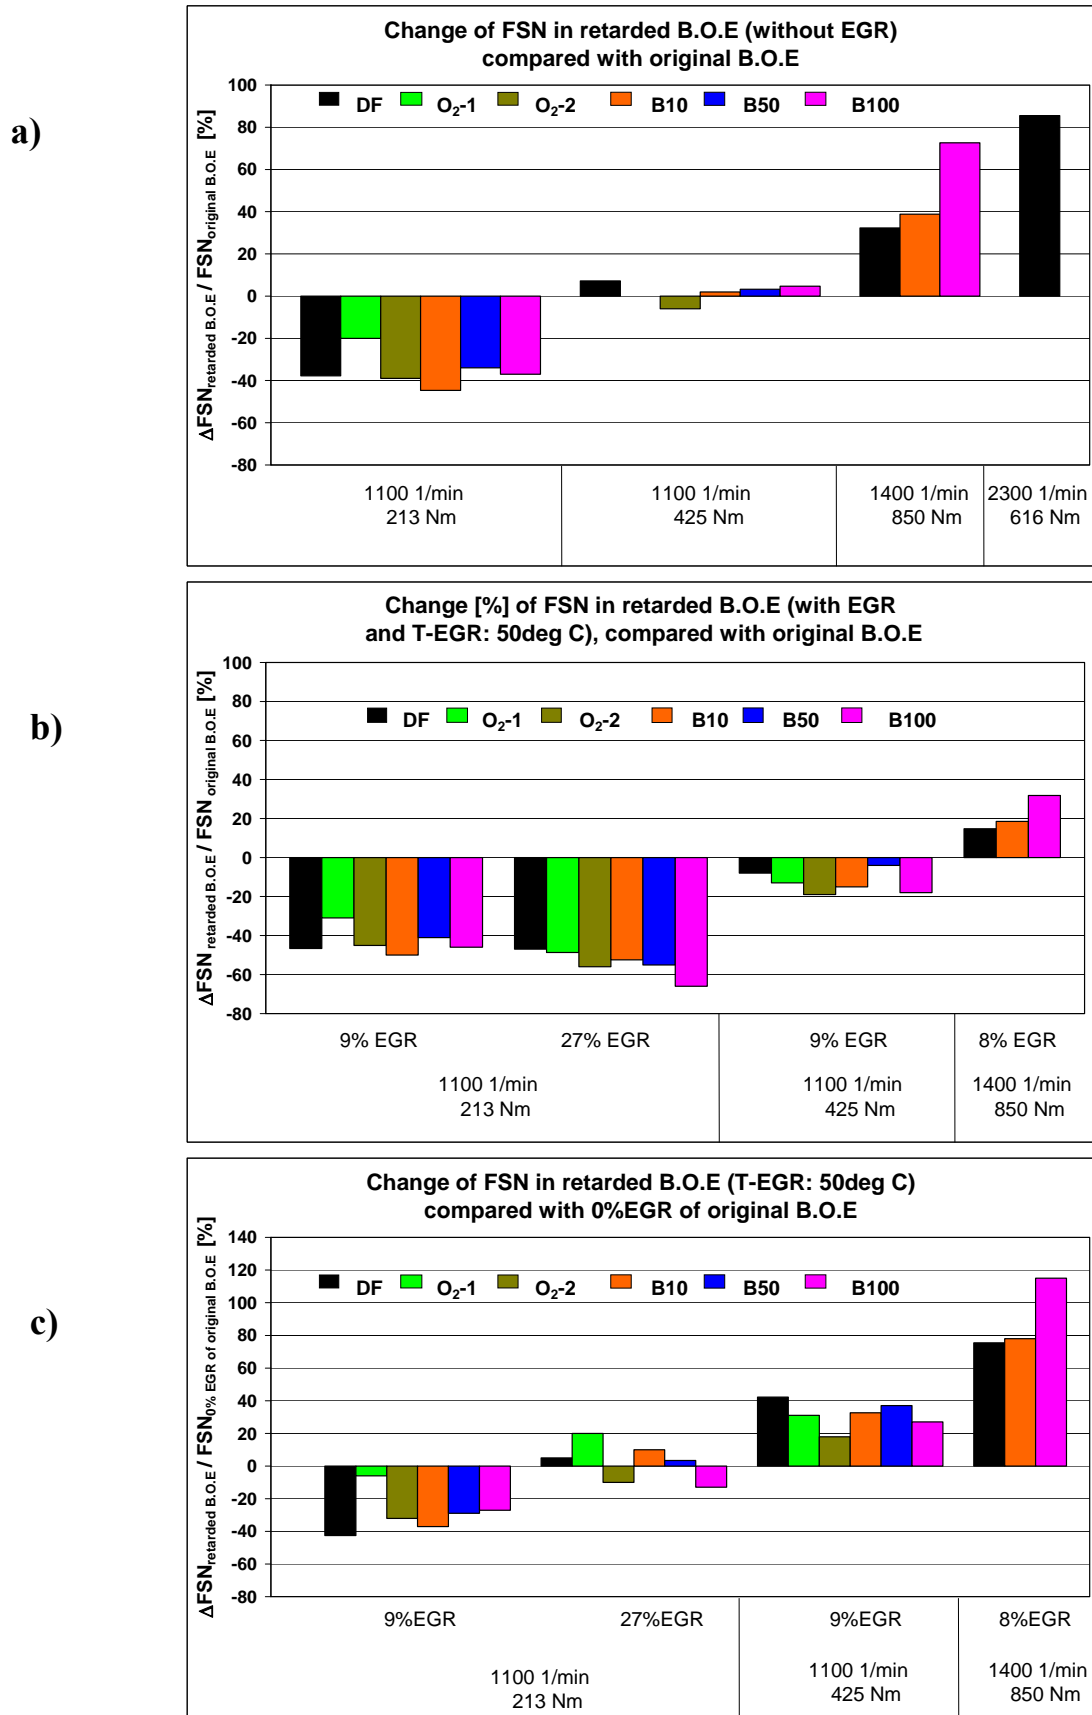 a)
Change of FSN in retarded B.O.E (without EGR)
compared with original B.O.E
ΔFSN retarded B.O.E / FSN original B.O.E [%]
100
80
60
40
20
0
-20
-40
-60
-80
DF O₂-1 O₂-2 B10 B50 B100
1100 1/min 1100 1/min 1400 1/min 2300 1/min
213 Nm 425 Nm 850 Nm 616 Nm
b)
Change [%] of FSN in retarded B.O.E (with EGR
and T-EGR: 50deg C), compared with original B.O.E
ΔFSN retarded B.O.E / FSN original B.O.E [%]
100
80
60
40
20
0
-20
-40
-60
-80
DF O₂-1 O₂-2 B10 B50 B100
9% EGR 27% EGR 9% EGR 8% EGR
1100 1/min 1100 1/min 1400 1/min
213 Nm 425 Nm 850 Nm
c)
Change of FSN in retarded B.O.E (T-EGR: 50deg C)
compared with 0%EGR of original B.O.E
ΔFSN retarded B.O.E / FSN 0% EGR of original B.O.E [%]
140
120
100
80
60
40
20
0
-20
-40
-60
-80
DF O₂-1 O₂-2 B10 B50 B100
9%EGR 27%EGR 9%EGR 8%EGR
1100 1/min 1100 1/min 1400 1/min
213 Nm 425 Nm 850 Nm